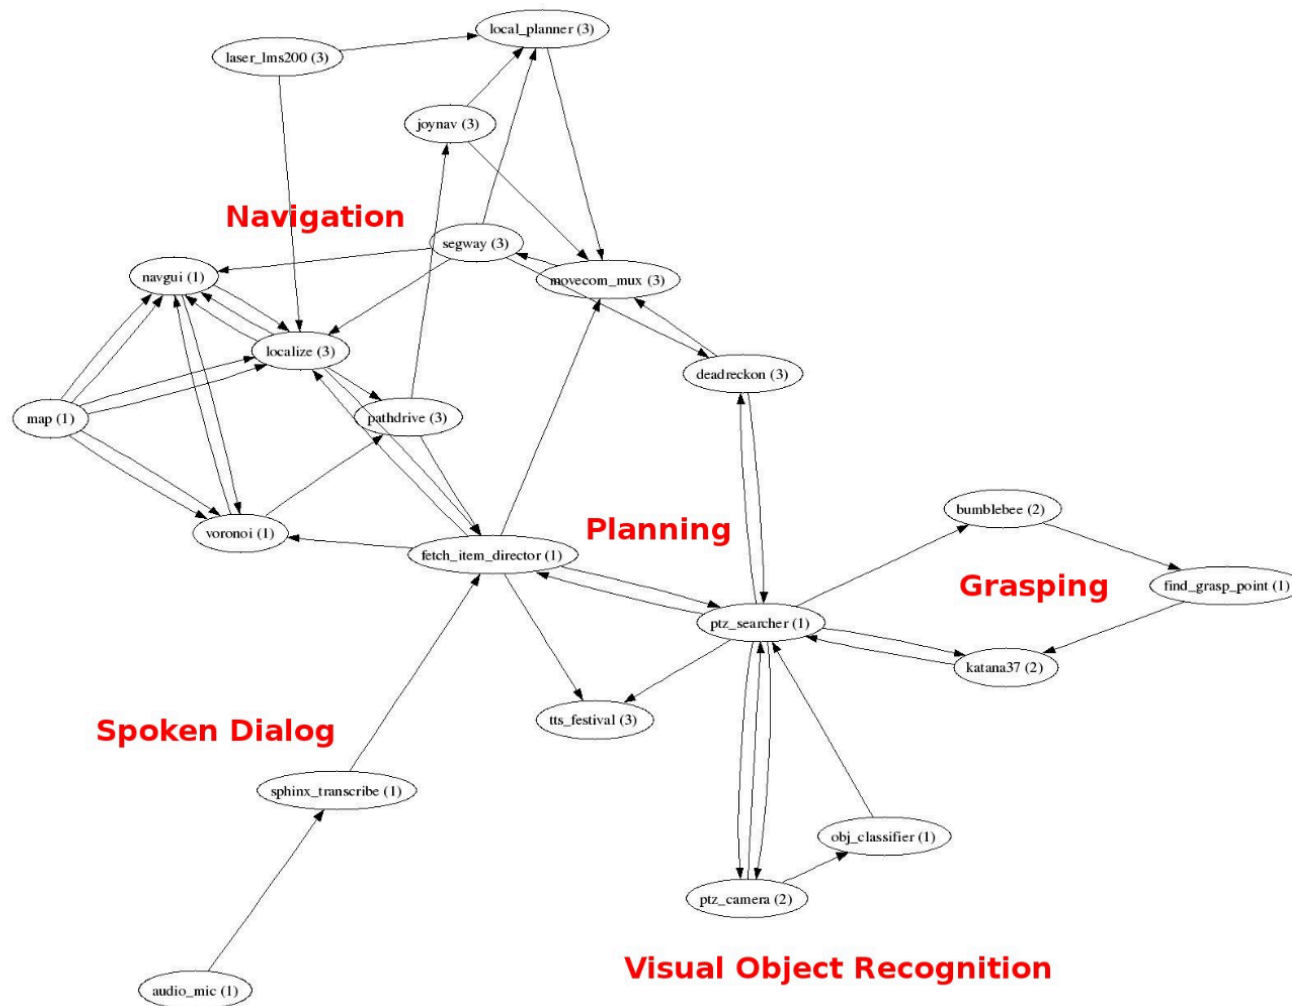 local_planner (3)
laser_lms200 (3)
joynav (3)
Navigation
segway (3)
navgui (1)
movecom_mux (3)
localize (3)
deadreckon (3)
map (1)
pathdrive (3)
bumblebee (2)
voronoi (1)
Planning
fetch_item_director (1)
Grasping
find_grasp_point (1)
ptz_searcher (1)
katana37 (2)
tts_festival (3)
Spoken Dialog
sphinx_transcribe (1)
obj_classifier (1)
ptz_camera (2)
Visual Object Recognition
audio_mic (1)